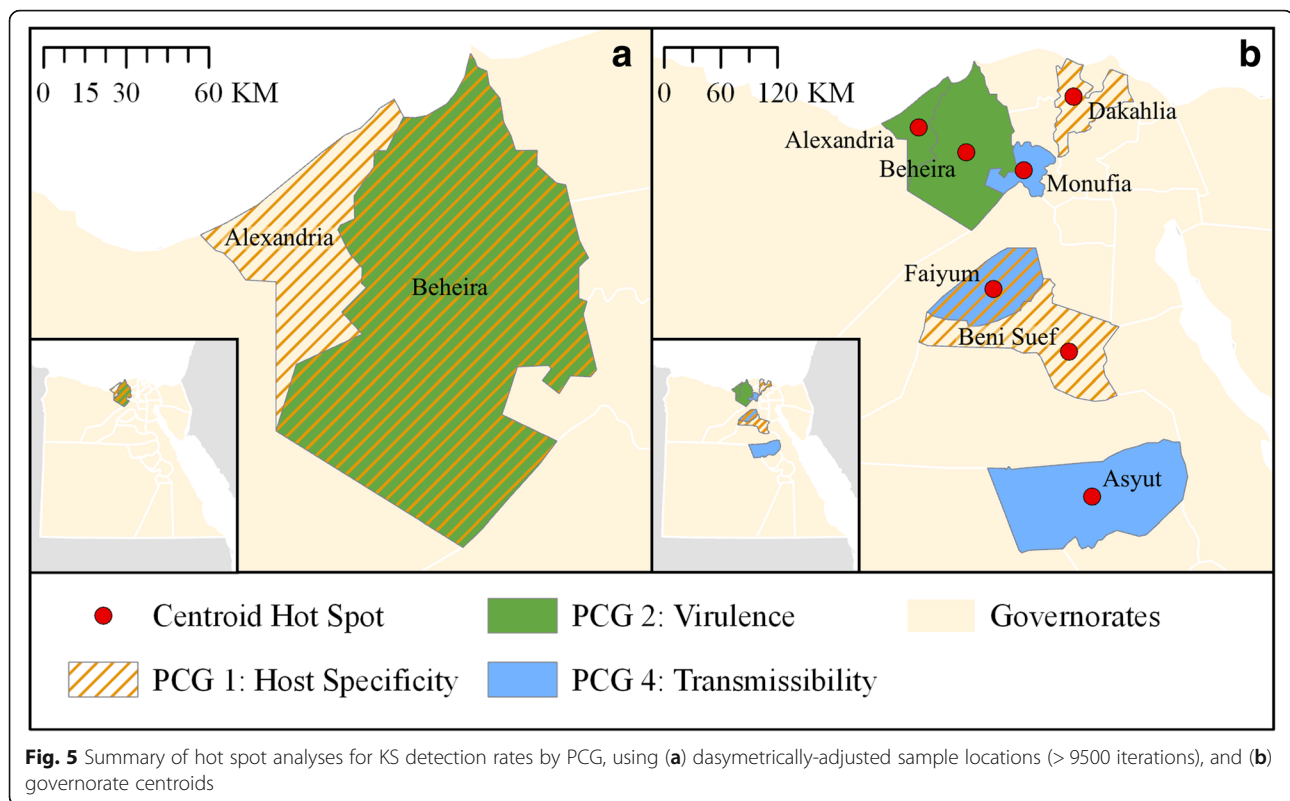 0 15 30 60 KM
a
Alexandria
Beheira
0 60 120 KM
b
Dakahlia
Alexandria
Beheira
Monufia
Faiyum
Beni Suef
Asyut
Centroid Hot Spot
PCG 2: Virulence
Governorates
PCG 1: Host Specificity
PCG 4: Transmissibility
Fig. 5 Summary of hot spot analyses for KS detection rates by PCG, using (a) dasymetrically-adjusted sample locations (> 9500 iterations), and (b)
governorate centroids